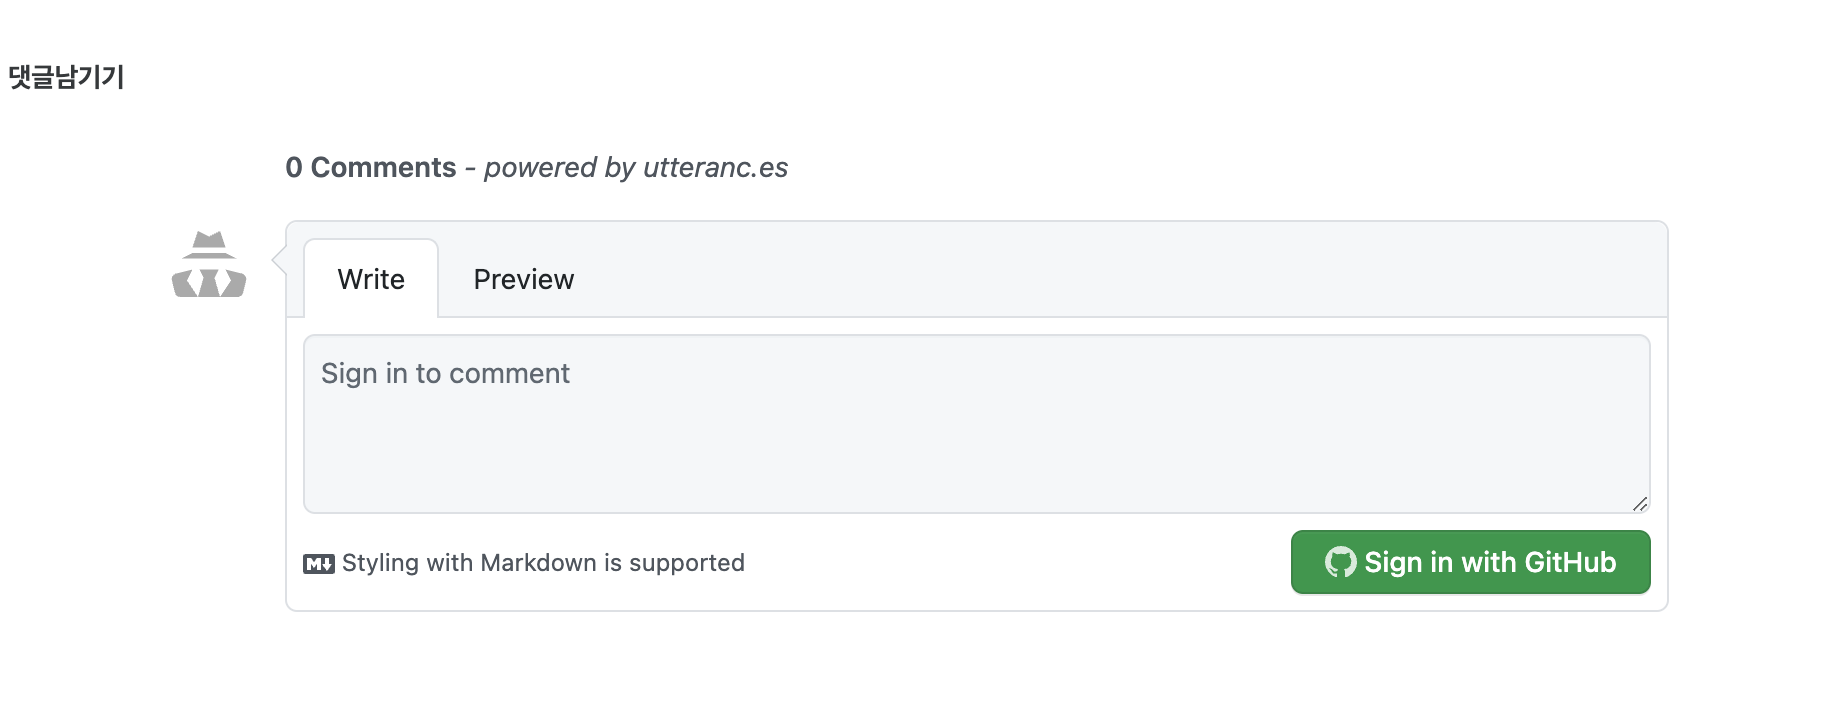 댓글남기기
0 Comments - powered by utteranc.es
Write Preview
Sign in to comment
M Styling with Markdown is supported
Sign in with GitHub